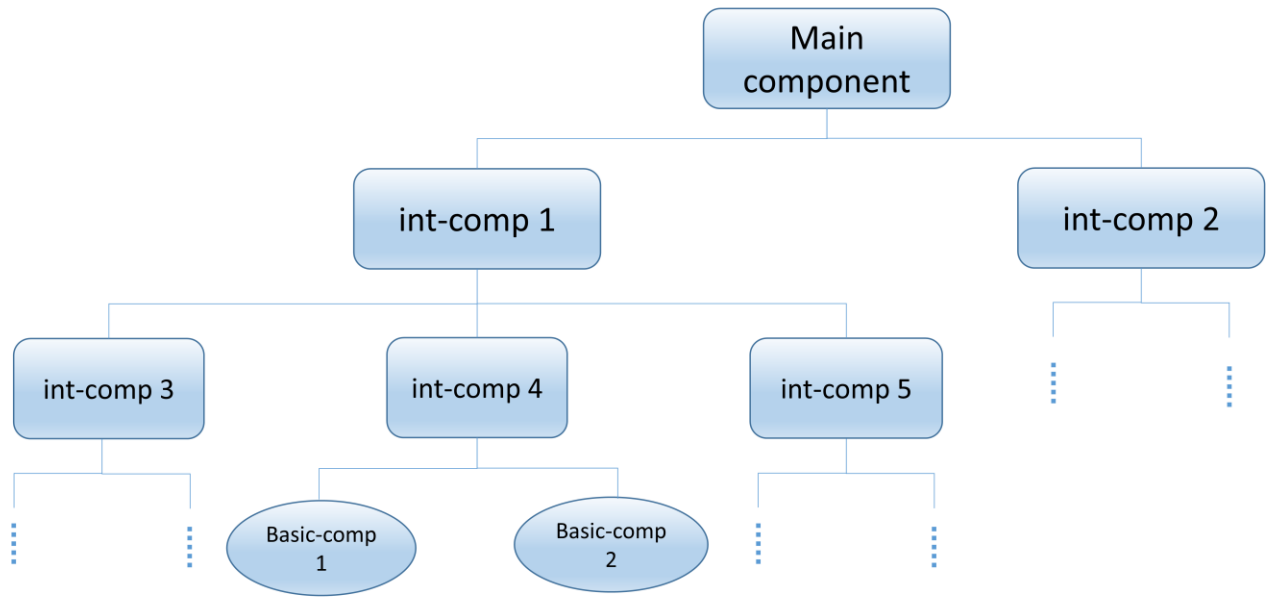 Main
component
int-comp 1
int-comp 2
int-comp 3
int-comp 4
int-comp 5
Basic-comp
1
Basic-comp
2